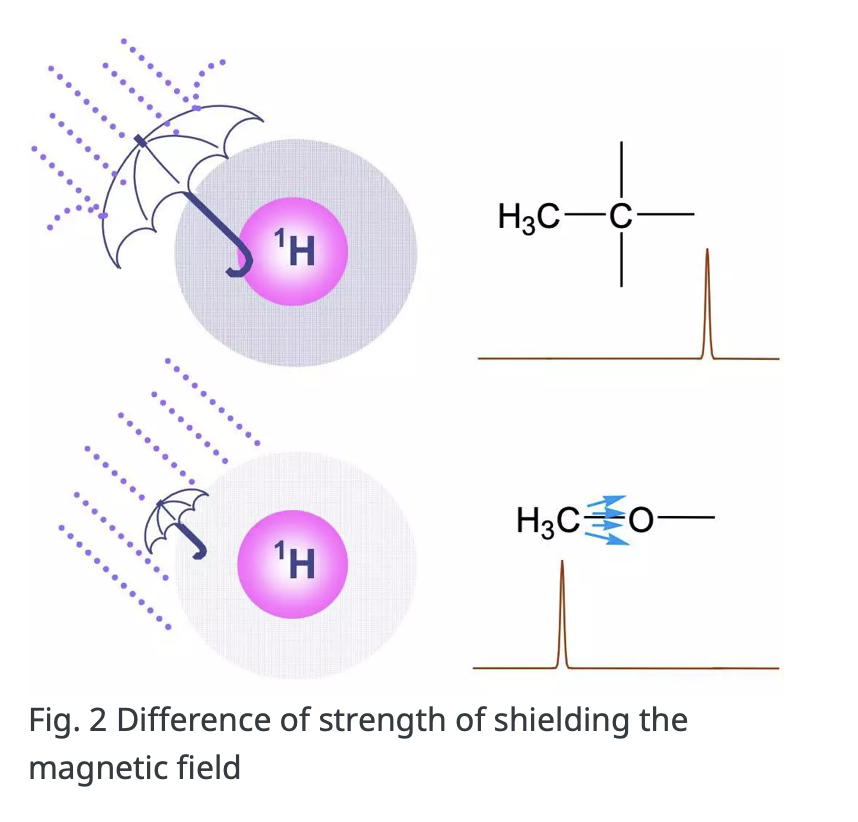 ¹H
H₃C—C—
¹H
H₃C—O—
Fig. 2 Difference of strength of shielding the
magnetic field